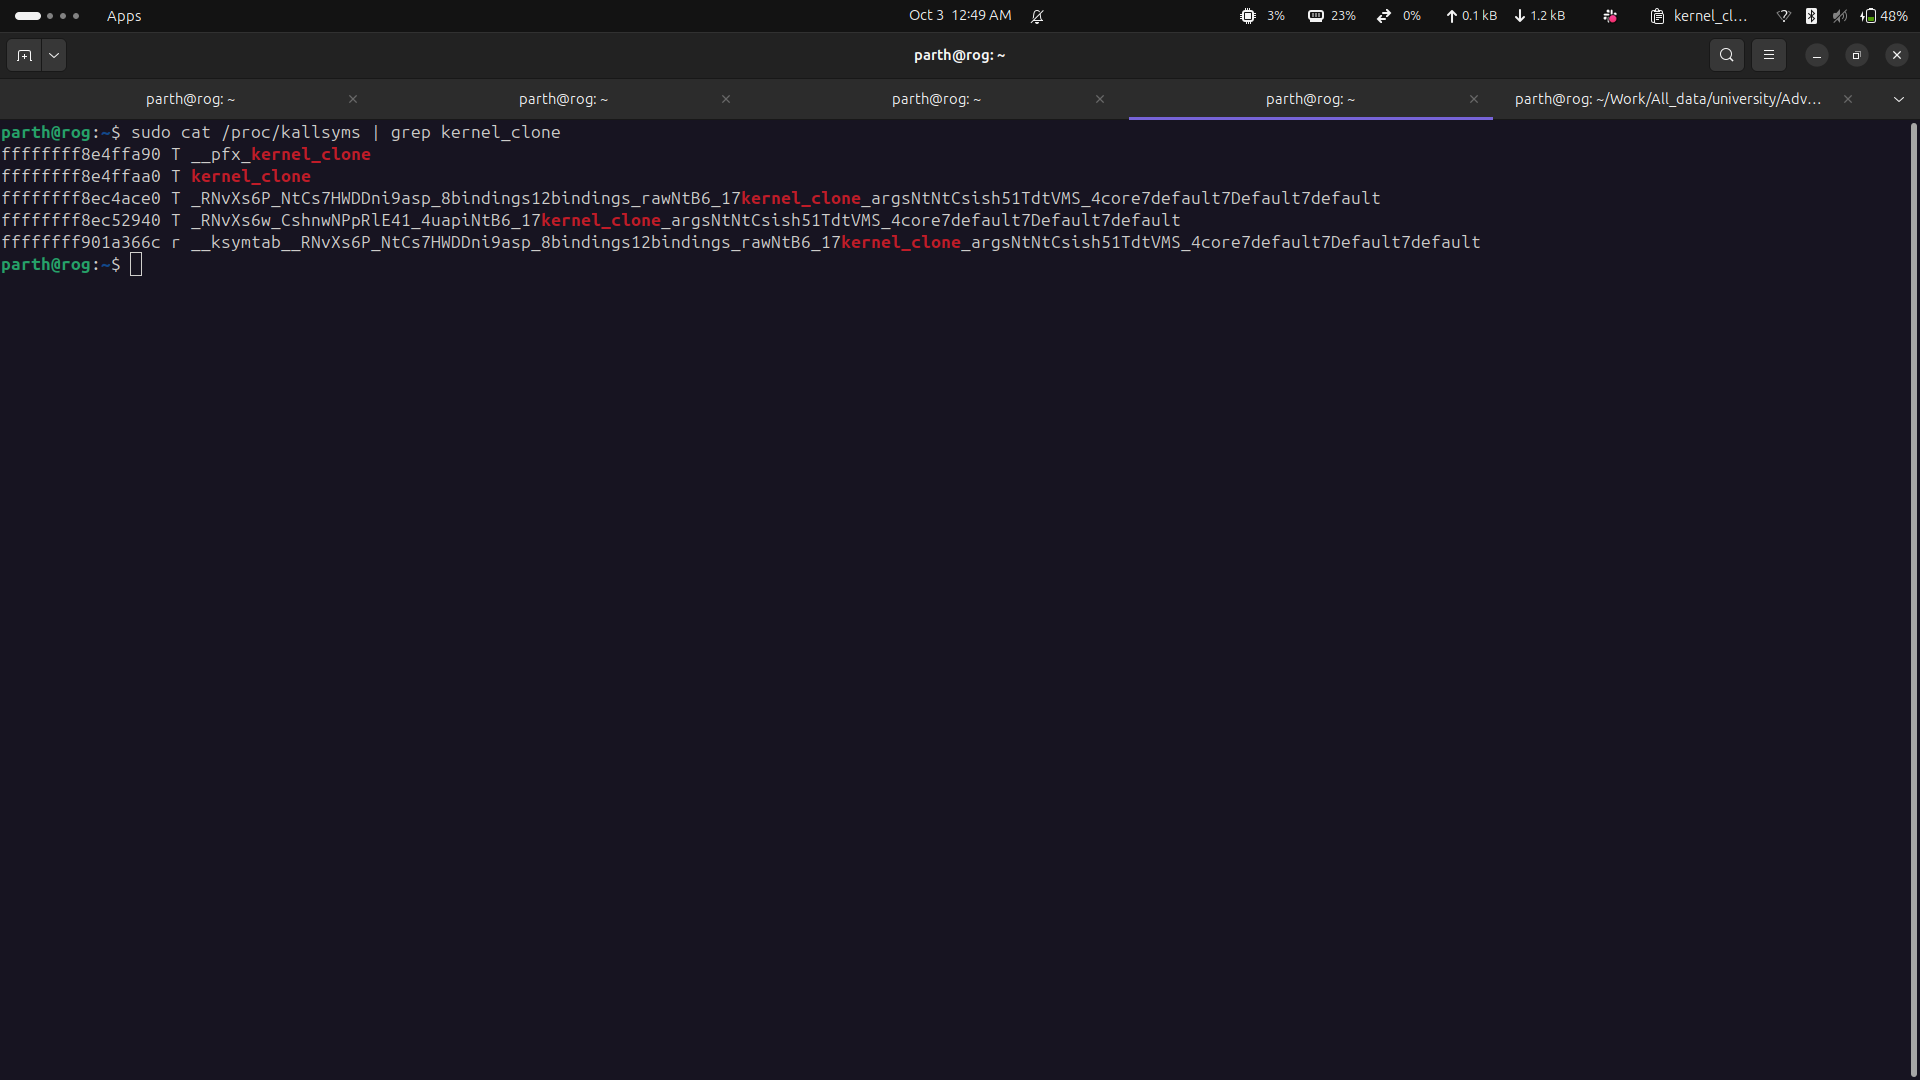 Apps
Oct 3 12:49 AM
3% 23% 0% 0.1 kB 1.2 kB kernel_cl... 48%
parth@rog: ~
parth@rog: ~ parth@rog: ~ parth@rog: ~ parth@rog: ~ parth@rog: ~/Work/All_data/university/Adv...
parth@rog:~$ sudo cat /proc/kallsyms | grep kernel_clone
ffffffff8e4ffa90 T __pfx_kernel_clone
ffffffff8e4ffaa0 T kernel_clone
ffffffff8ec4ace0 T _RNvXs6P_NtCs7HWDDni9asp_8bindings12bindings_rawNtB6_17kernel_clone_argsNtNtCsish51TdtVMS_4core7default7Default7default
ffffffff8ec52940 T _RNvXs6w_CshnwNPpRlE41_4uapiNtB6_17kernel_clone_argsNtNtCsish51TdtVMS_4core7default7Default7default
ffffffff901a366c r __ksymtab__RNvXs6P_NtCs7HWDDni9asp_8bindings12bindings_rawNtB6_17kernel_clone_argsNtNtCsish51TdtVMS_4core7default7Default7default
parth@rog:~$